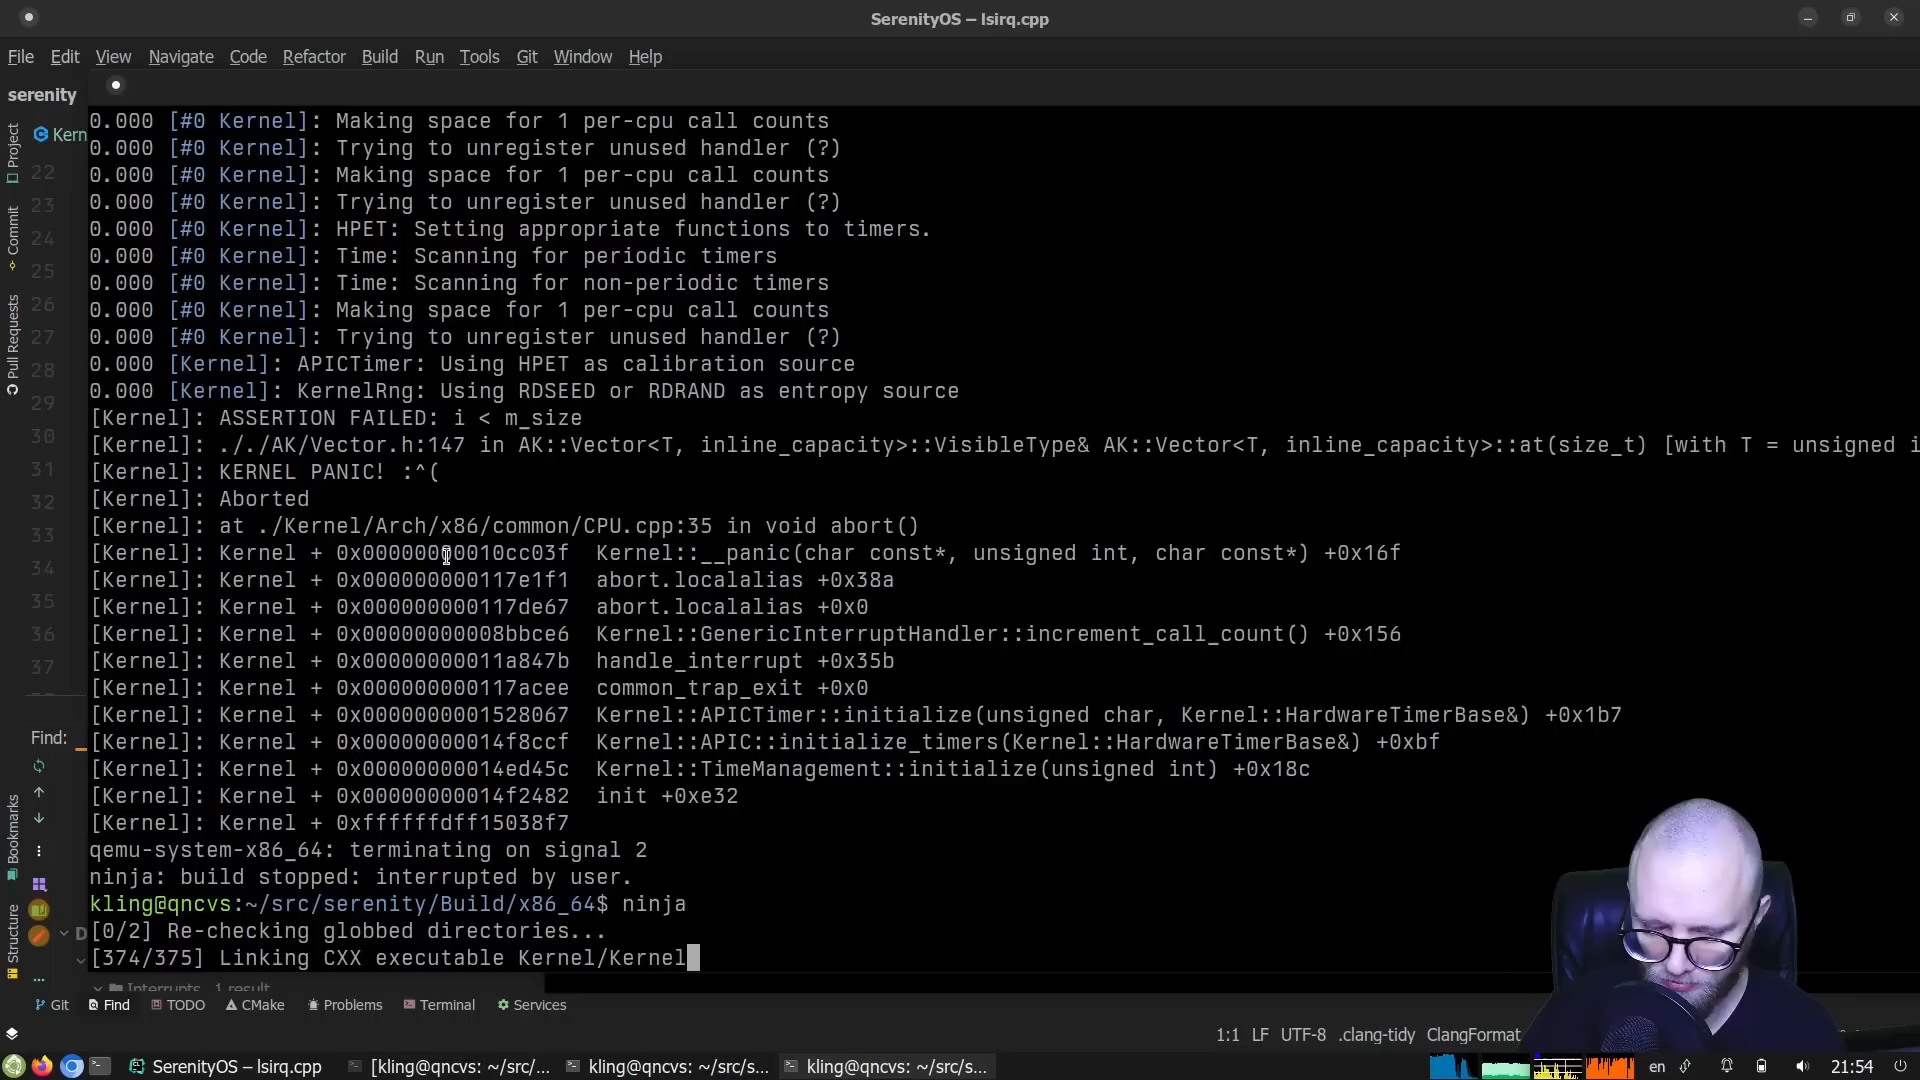 SerenityOS – lsirq.cpp
File Edit View Navigate Code Refactor Build Run Tools Git Window Help
serenity
Project
Commit
Pull Requests
Bookmarks
Structure
Kern
22
23
24
25
26
27
28
29
30
31
32
33
34
35
36
37
Find:
D
0.000 [#0 Kernel]: Making space for 1 per-cpu call counts
0.000 [#0 Kernel]: Trying to unregister unused handler (?)
0.000 [#0 Kernel]: Making space for 1 per-cpu call counts
0.000 [#0 Kernel]: Trying to unregister unused handler (?)
0.000 [#0 Kernel]: HPET: Setting appropriate functions to timers.
0.000 [#0 Kernel]: Time: Scanning for periodic timers
0.000 [#0 Kernel]: Time: Scanning for non-periodic timers
0.000 [#0 Kernel]: Making space for 1 per-cpu call counts
0.000 [#0 Kernel]: Trying to unregister unused handler (?)
0.000 [Kernel]: APICTimer: Using HPET as calibration source
0.000 [Kernel]: KernelRng: Using RDSEED or RDRAND as entropy source
[Kernel]: ASSERTION FAILED: i < m_size
[Kernel]: ././AK/Vector.h:147 in AK::Vector<T, inline_capacity>::VisibleType& AK::Vector<T, inline_capacity>::at(size_t) [with T = unsigned i
[Kernel]: KERNEL PANIC! :^(
[Kernel]: Aborted
[Kernel]: at ./Kernel/Arch/x86/common/CPU.cpp:35 in void abort()
[Kernel]: Kernel + 0x00000000010cc03f  Kernel::__panic(char const*, unsigned int, char const*) +0x16f
[Kernel]: Kernel + 0x000000000117e1f1  abort.localalias +0x38a
[Kernel]: Kernel + 0x000000000117de67  abort.localalias +0x0
[Kernel]: Kernel + 0x00000000008bbce6  Kernel::GenericInterruptHandler::increment_call_count() +0x156
[Kernel]: Kernel + 0x00000000011a847b  handle_interrupt +0x35b
[Kernel]: Kernel + 0x000000000117acee  common_trap_exit +0x0
[Kernel]: Kernel + 0x0000000001528067  Kernel::APICTimer::initialize(unsigned char, Kernel::HardwareTimerBase&) +0x1b7
[Kernel]: Kernel + 0x00000000014f8ccf  Kernel::APIC::initialize_timers(Kernel::HardwareTimerBase&) +0xbf
[Kernel]: Kernel + 0x00000000014ed45c  Kernel::TimeManagement::initialize(unsigned int) +0x18c
[Kernel]: Kernel + 0x00000000014f2482  init +0xe32
[Kernel]: Kernel + 0xffffffdff15038f7
qemu-system-x86_64: terminating on signal 2
ninja: build stopped: interrupted by user.
kling@qncvs:~/src/serenity/Build/x86_64$ ninja
[0/2] Re-checking globbed directories...
[374/375] Linking CXX executable Kernel/Kernel
Interrupts 1 result
Git Find TODO CMake Problems Terminal Services
1:1 LF UTF-8 .clang-tidy ClangFormat
SerenityOS – lsirq.cpp [kling@qncvs: ~/src/... kling@qncvs: ~/src/s... kling@qncvs: ~/src/s... en 21:54